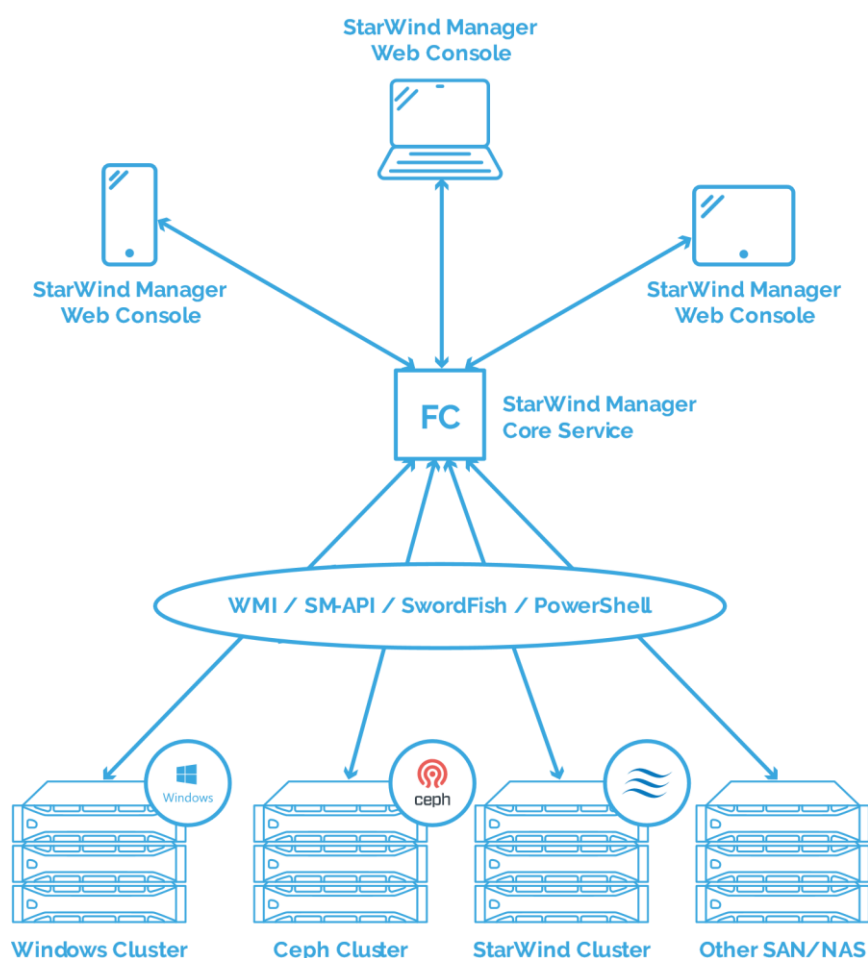 StarWind Manager
Web Console
StarWind Manager
Web Console
StarWind Manager
Web Console
FC
StarWind Manager
Core Service
WMI / SM-API / SwordFish / PowerShell
Windows
ceph
Windows Cluster
Ceph Cluster
StarWind Cluster
Other SAN/NAS